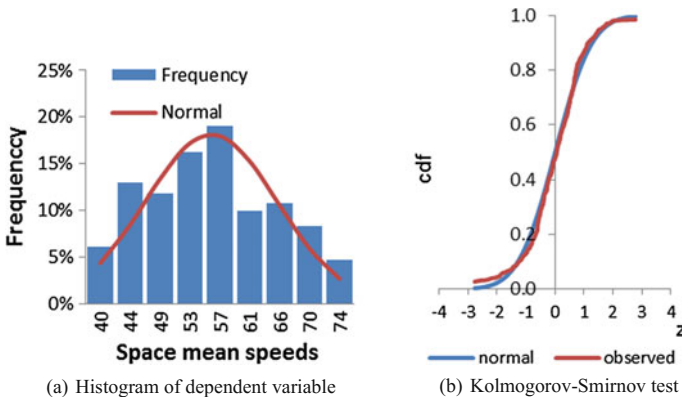 25%
20%
15%
10%
5%
0%
Frequenccy
Frequency
Normal
40 44 49 53 57 61 66 70 74
Space mean speeds
(a) Histogram of dependent variable
1.0
0.8
0.6
0.4
0.2
0.0
cdf
-4 -3 -2 -1 0 1 2 3 4
z
normal observed
(b) Kolmogorov-Smirnov test